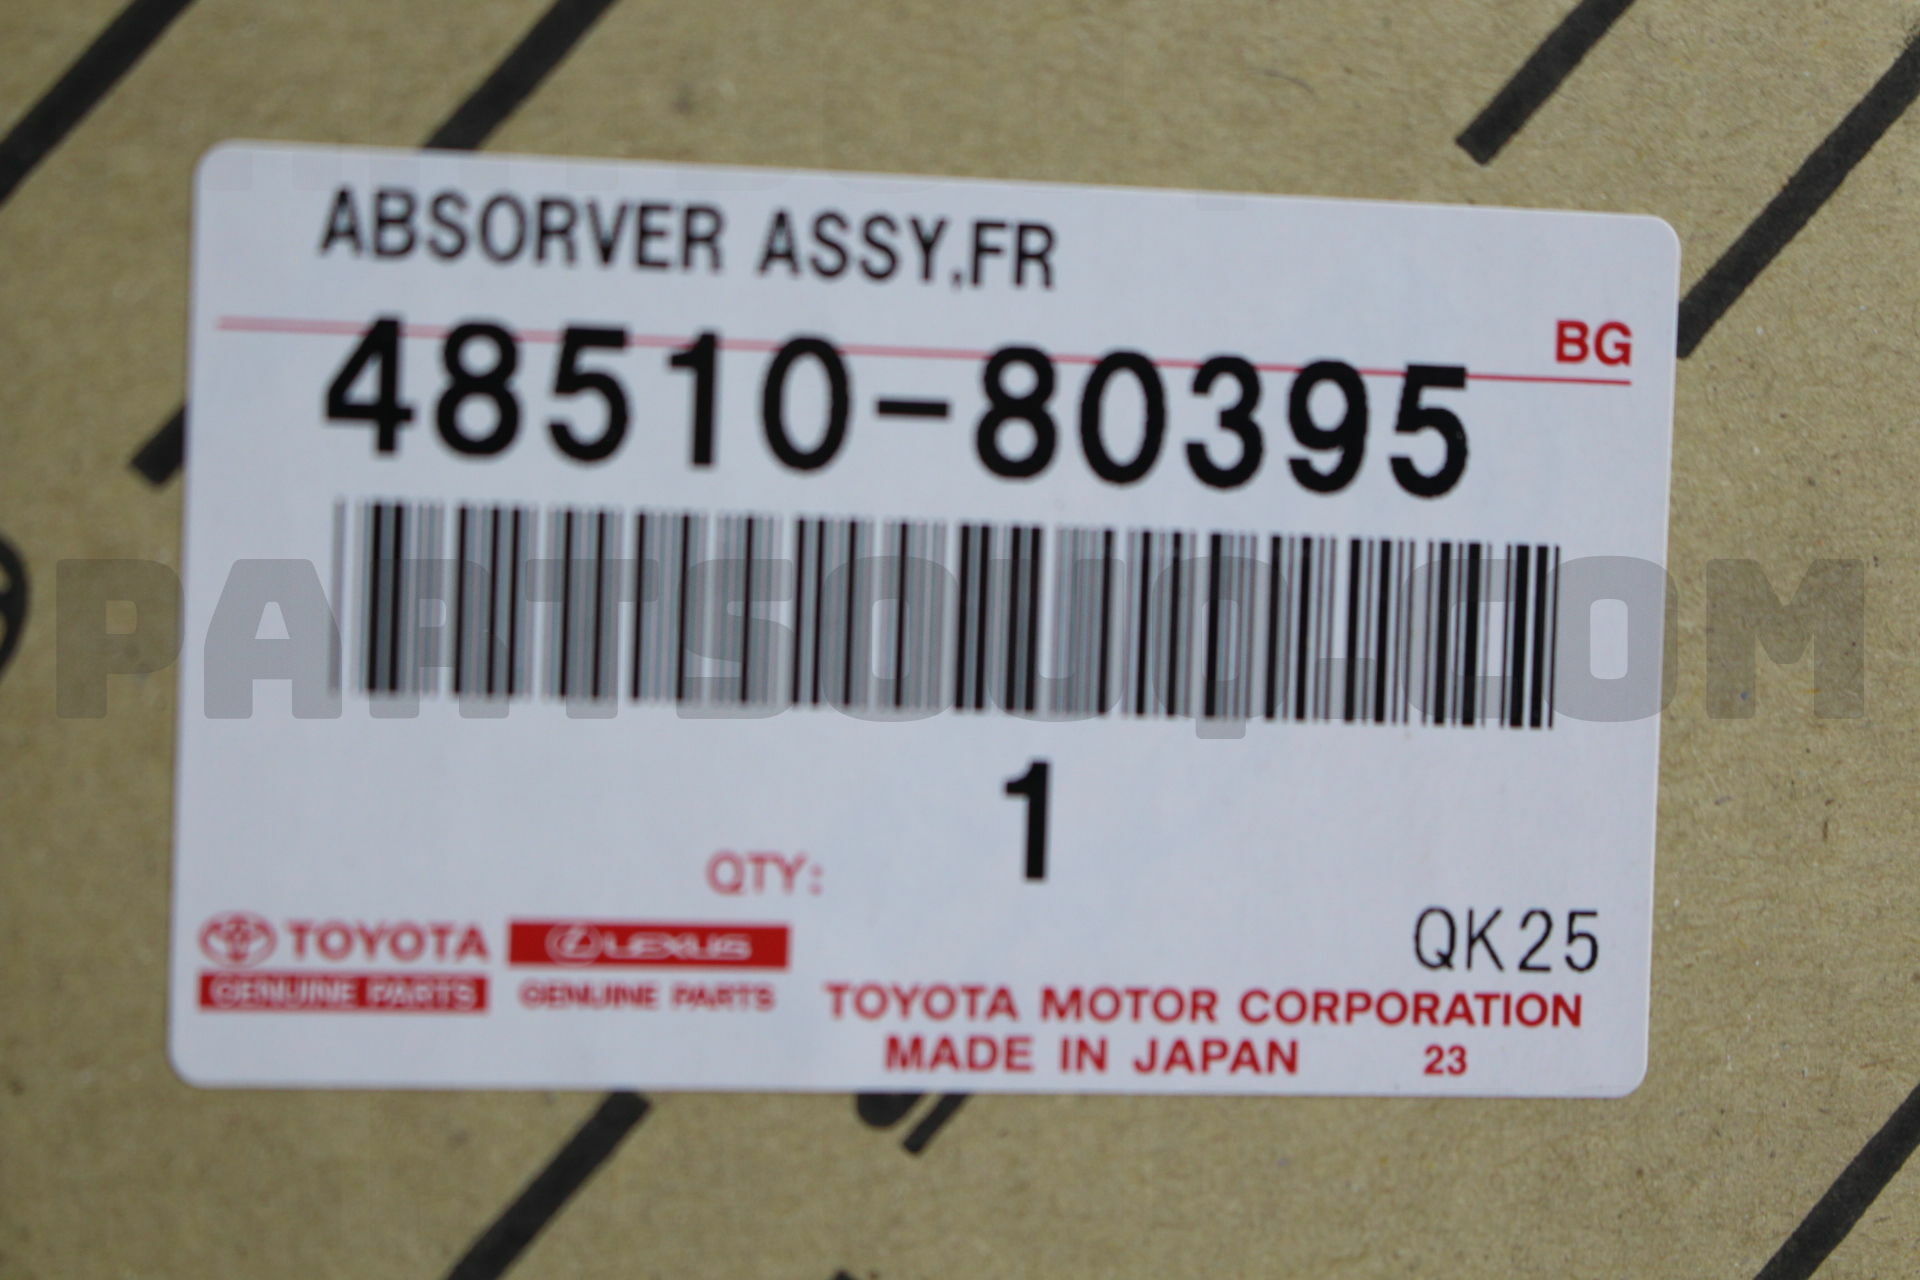 ABSORVER ASSY,FR
BG
48510-80395
PARTSOUQ.COM
1
QTY:
QK25
TOYOTA
GENUINE PARTS
LEXUS
GENUINE PARTS
TOYOTA MOTOR CORPORATION
MADE IN JAPAN 23